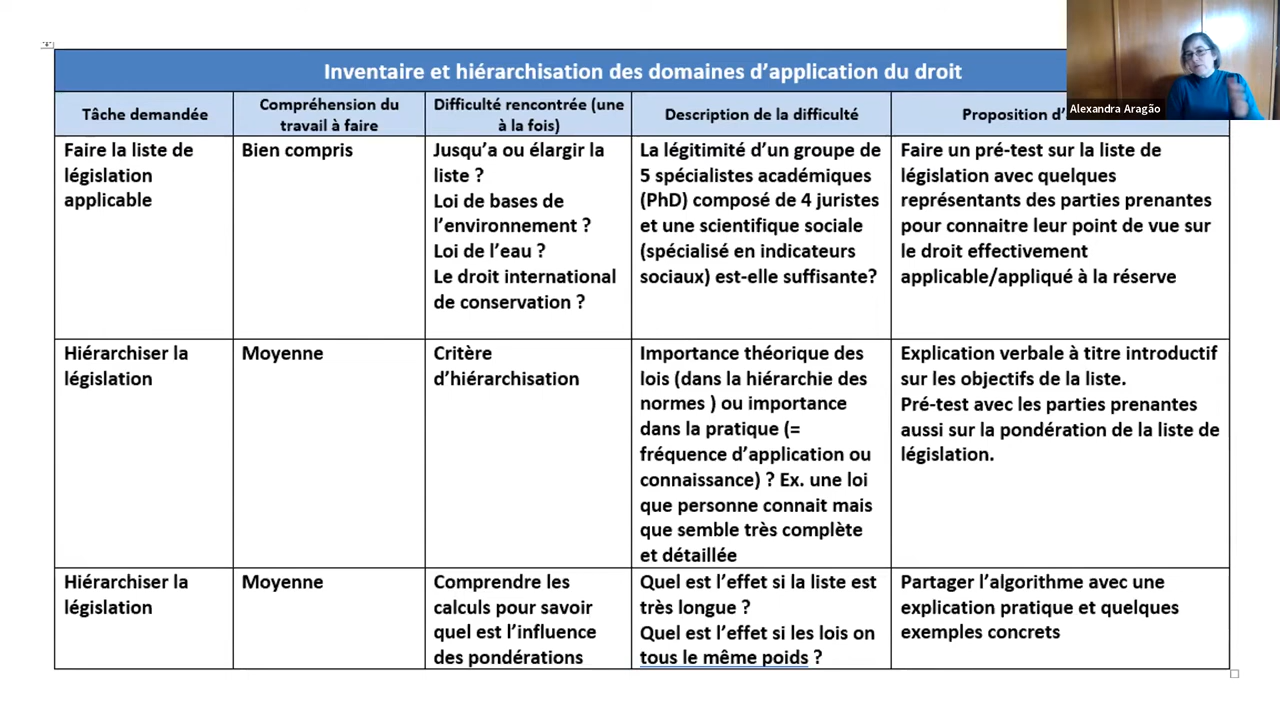 Inventaire et hiérarchisation des domaines d'application du droit
Alexandra Aragão
Tâche demandée
Compréhension du
travail à faire
Difficulté rencontrée (une
à la fois)
Description de la difficulté
Proposition
Faire la liste de
législation
applicable
Bien compris
Jusqu'a ou élargir la
liste ?
Loi de bases de
l'environnement ?
Loi de l'eau ?
Le droit international
de conservation ?
La légitimité d'un groupe de
5 spécialistes académiques
(PhD) composé de 4 juristes
et une scientifique sociale
(spécialisé en indicateurs
sociaux) est-elle suffisante?
Faire un pré-test sur la liste de
législation avec quelques
représentants des parties prenantes
pour connaitre leur point de vue sur
le droit effectivement
applicable/appliqué à la réserve
Hiérarchiser la
législation
Moyenne
Critère
d'hiérarchisation
Importance théorique des
lois (dans la hiérarchie des
normes ) ou importance
dans la pratique (=
fréquence d'application ou
connaissance) ? Ex. une loi
que personne connait mais
que semble très complète
et détaillée
Explication verbale à titre introductif
sur les objectifs de la liste.
Pré-test avec les parties prenantes
aussi sur la pondération de la liste de
législation.
Hiérarchiser la
législation
Moyenne
Comprendre les
calculs pour savoir
quel est l'influence
des pondérations
Quel est l'effet si la liste est
très longue ?
Quel est l'effet si les lois on
tous le même poids ?
Partager l'algorithme avec une
explication pratique et quelques
exemples concrets